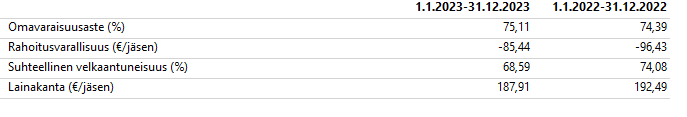 1.1.2023-31.12.2023 1.1.2022-31.12.2022
Omavaraisuusaste (%) 75,11 74,39
Rahoitusvarallisuus (€/jäsen) -85,44 -96,43
Suhteellinen velkaantuneisuus (%) 68,59 74,08
Lainakanta (€/jäsen) 187,91 192,49